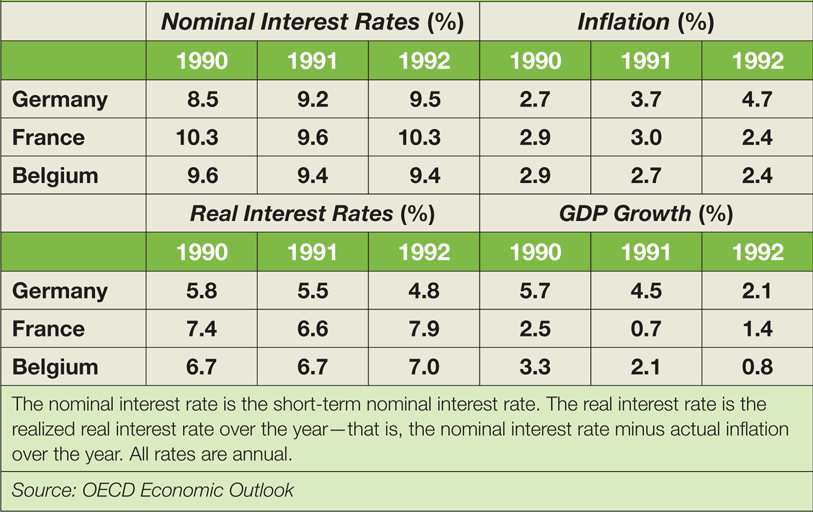 Nominal Interest Rates (%) Inflation (%)
1990 1991 1992 1990 1991 1992
Germany 8.5 9.2 9.5 2.7 3.7 4.7
France 10.3 9.6 10.3 2.9 3.0 2.4
Belgium 9.6 9.4 9.4 2.9 2.7 2.4
Real Interest Rates (%) GDP Growth (%)
1990 1991 1992 1990 1991 1992
Germany 5.8 5.5 4.8 5.7 4.5 2.1
France 7.4 6.6 7.9 2.5 0.7 1.4
Belgium 6.7 6.7 7.0 3.3 2.1 0.8
The nominal interest rate is the short-term nominal interest rate. The real interest rate is the
realized real interest rate over the year—that is, the nominal interest rate minus actual inflation
over the year. All rates are annual.
Source: OECD Economic Outlook